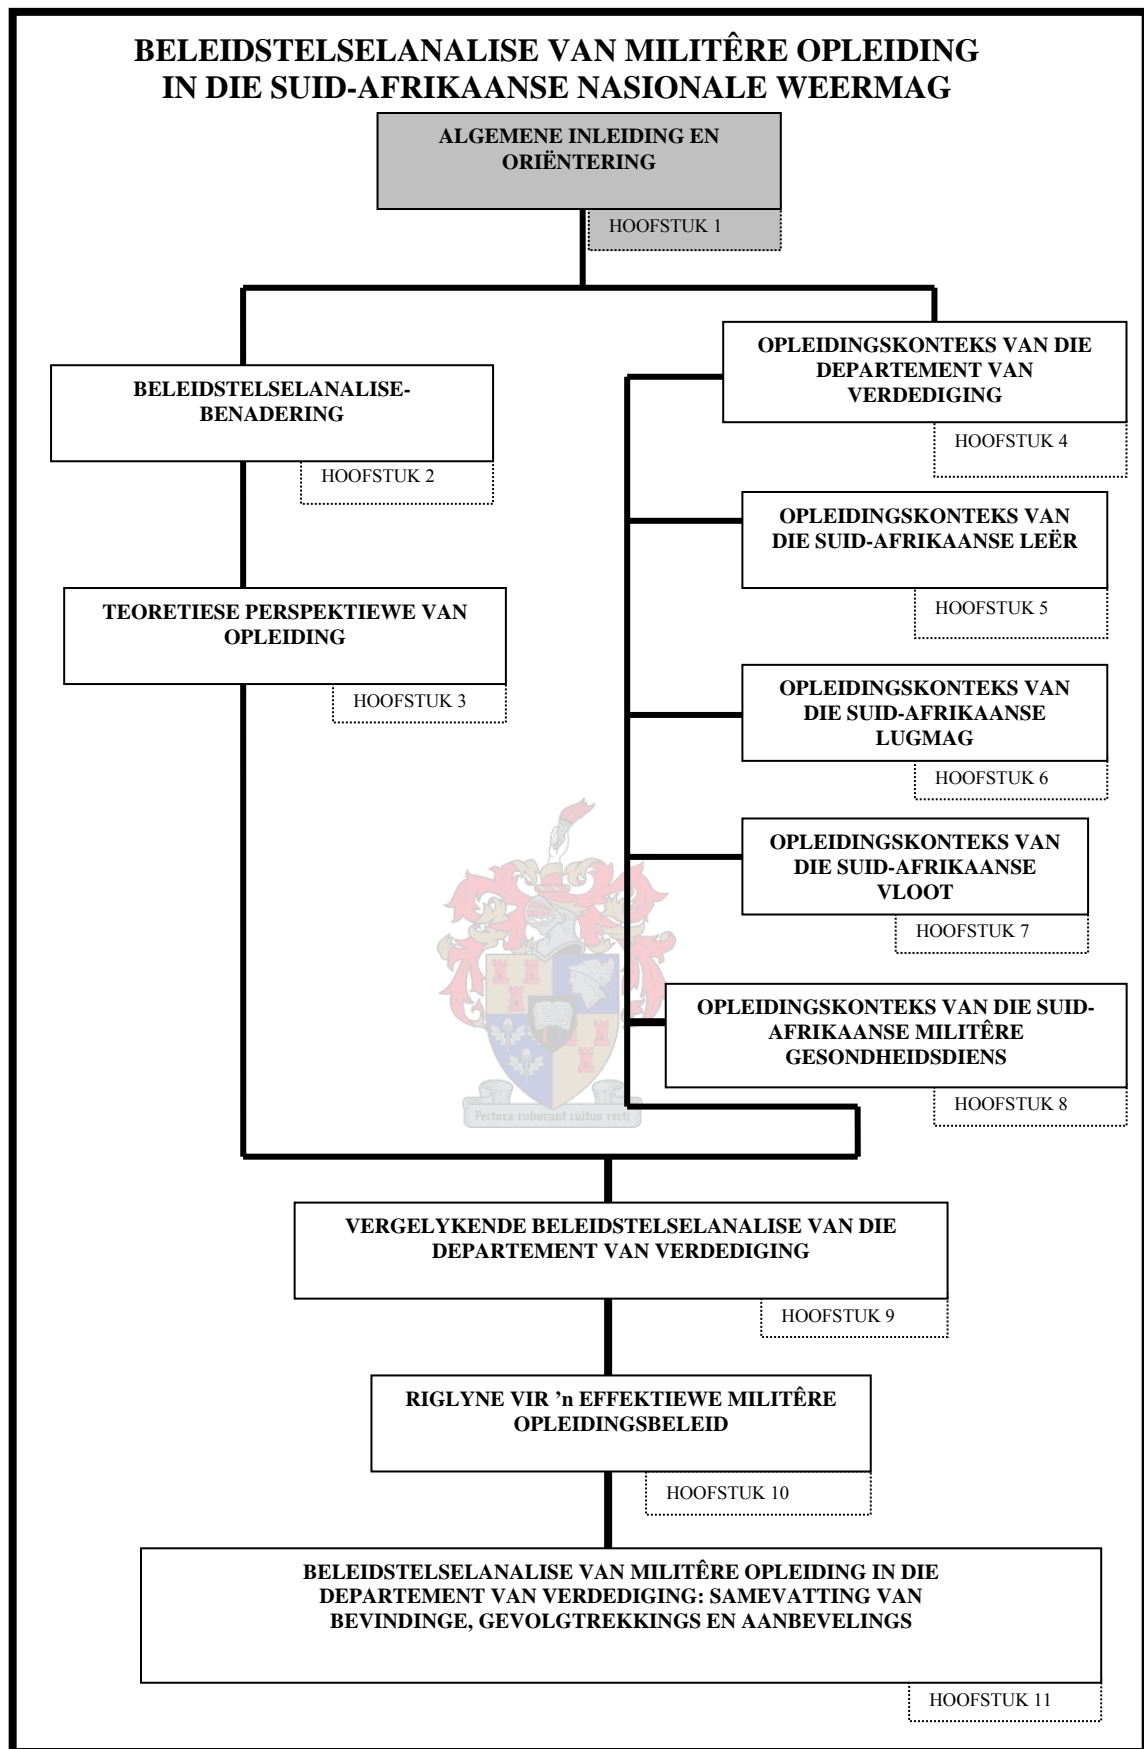 BELEIDSTELSELANALISE VAN MILITÊRE OPLEIDING
IN DIE SUID-AFRIKAANSE NASIONALE WEERMAG
ALGEMENE INLEIDING EN
ORIËNTERING
HOOFSTUK 1
BELEIDSTELSELANALISE-
BENADERING
HOOFSTUK 2
TEORETIESE PERSPEKTIEWE VAN
OPLEIDING
HOOFSTUK 3
OPLEIDINGSKONTEKS VAN DIE
DEPARTEMENT VAN
VERDEDIGING
HOOFSTUK 4
OPLEIDINGSKONTEKS VAN
DIE SUID-AFRIKAANSE LEËR
HOOFSTUK 5
OPLEIDINGSKONTEKS VAN
DIE SUID-AFRIKAANSE
LUGMAG
HOOFSTUK 6
OPLEIDINGSKONTEKS VAN
DIE SUID-AFRIKAANSE
VLOOT
HOOFSTUK 7
OPLEIDINGSKONTEKS VAN DIE SUID-
AFRIKAANSE MILITÊRE
GESONDHEIDSDIENS
HOOFSTUK 8
Pectora roborant cultus recti
VERGELYKENDE BELEIDSTELSELANALISE VAN DIE
DEPARTEMENT VAN VERDEDIGING
HOOFSTUK 9
RIGLYNE VIR ’n EFFEKTIEWE MILITÊRE
OPLEIDINGSBELEID
HOOFSTUK 10
BELEIDSTELSELANALISE VAN MILITÊRE OPLEIDING IN DIE
DEPARTEMENT VAN VERDEDIGING: SAMEVATTING VAN
BEVINDINGE, GEVOLGTREKKINGS EN AANBEVELINGS
HOOFSTUK 11